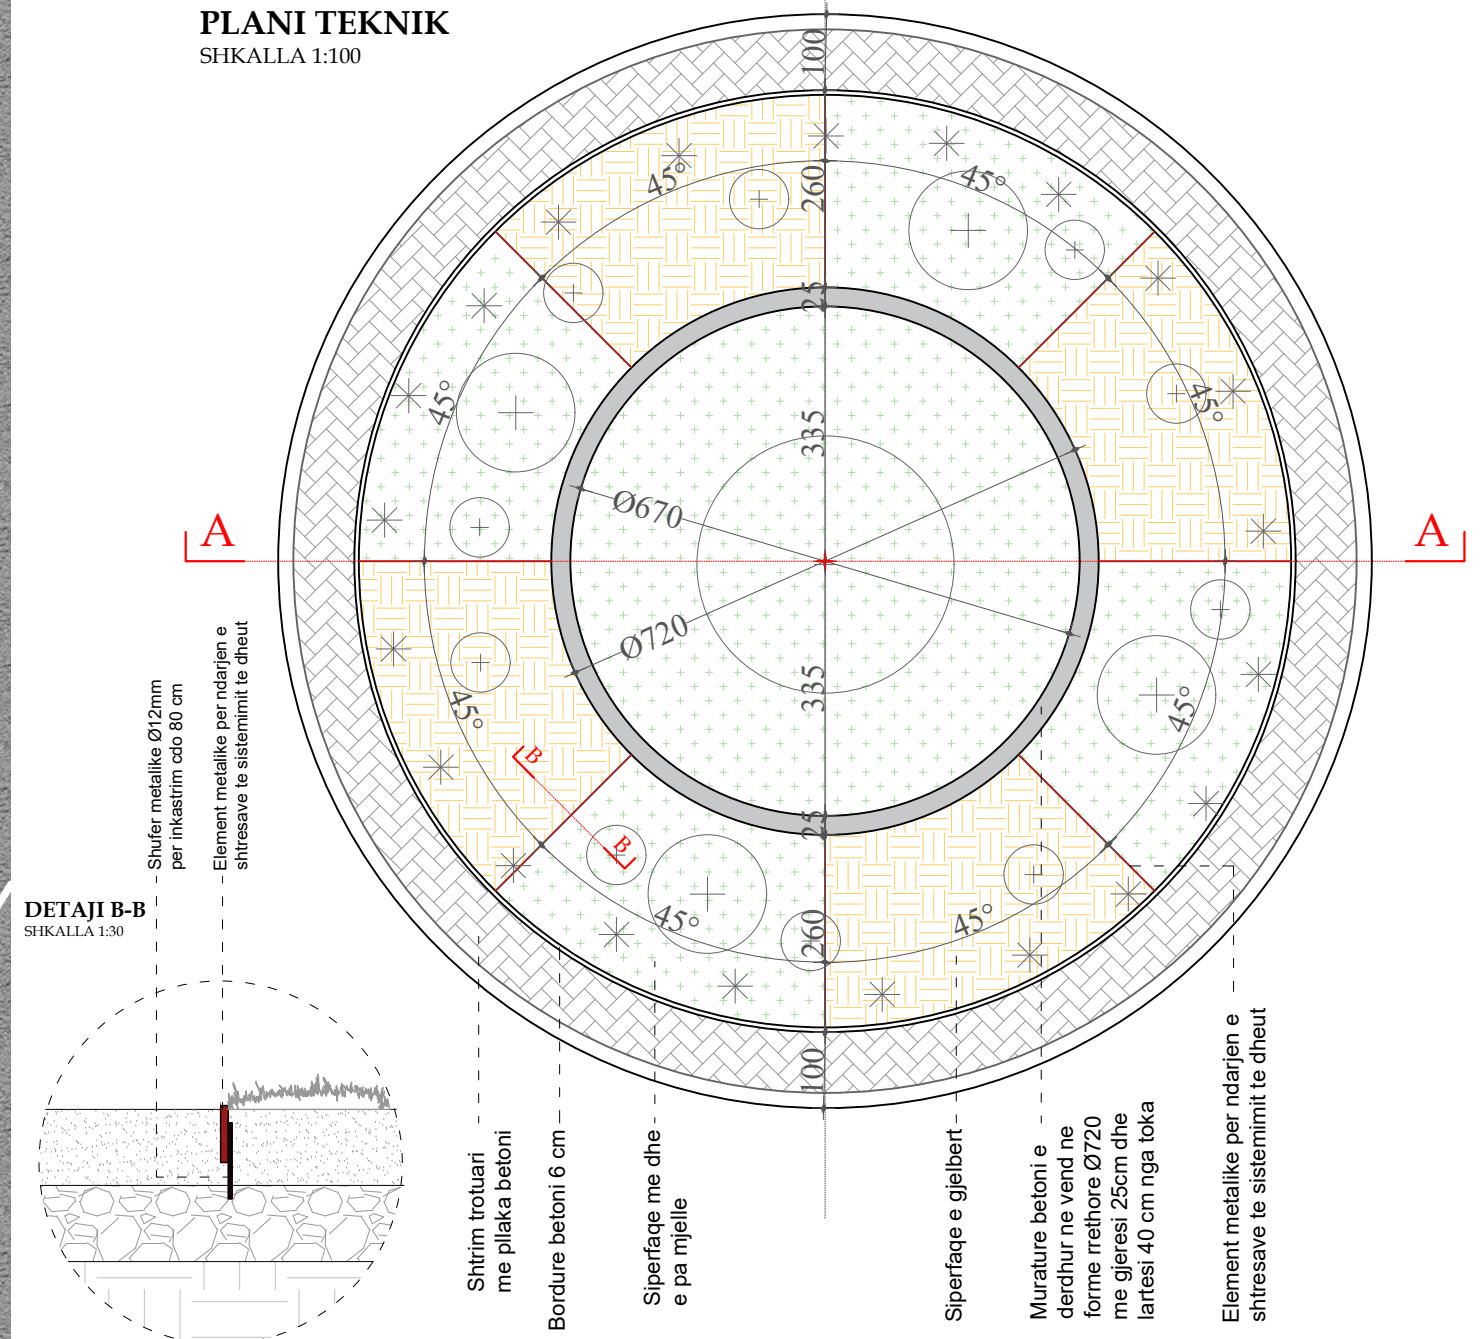 PLANI TEKNIK
SHKALLA 1:100
100
260
25
335
335
25
260
100
45°
45°
45°
45°
45°
45°
45°
45°
Ø670
Ø720
A
A
B
B
Shufer metalike Ø12mm
per inkastrim cdo 80 cm
Element metalike per ndarjen e
shtresave te sistemimit te dheut
DETAJI B-B
SHKALLA 1:30
Shtrim trotuari
me pllaka betoni
Bordure betoni 6 cm
Siperfaqe me dhe
e pa mjelle
Siperfaqe e gjelbert
Murature betoni e
derdhur ne vend ne
forme rrethore Ø720
me gjeresi 25cm dhe
lartesi 40 cm nga toka
Element metalike per ndarjen e
shtresave te sistemimit te dheut